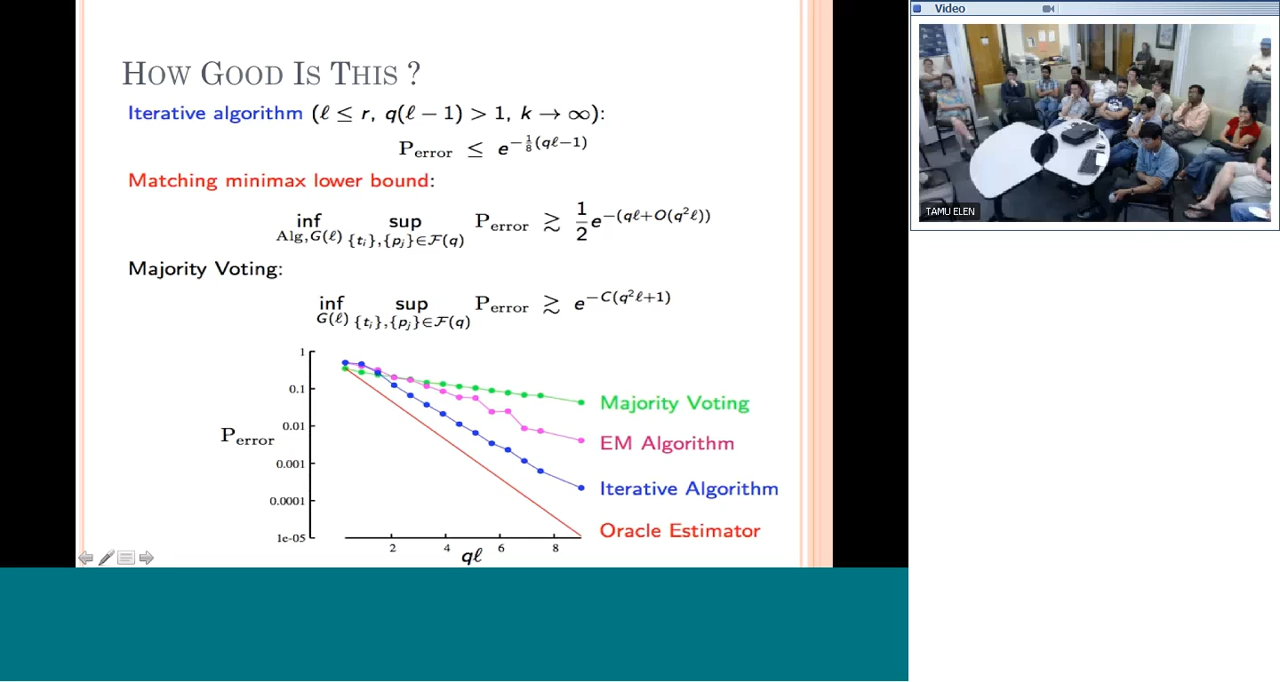 Video
TAMU ELEN
HOW GOOD IS THIS ?
Iterative algorithm (ℓ ≤ r, q(ℓ − 1) > 1, k → ∞):
P_error ≤ e^{−\frac{1}{8}(qℓ−1)}
Matching minimax lower bound:
inf_{Alg,G(ℓ)} sup_{{t_i},{p_j}∈F(q)} P_error ≳ \frac{1}{2}e^{−(qℓ+O(q²ℓ))}
Majority Voting:
inf_{G(ℓ)} sup_{{t_i},{p_j}∈F(q)} P_error ≳ e^{−C(q²ℓ+1)}
1
0.1
0.01
0.001
0.0001
1e-05
P_error
2 4 6 8
qℓ
Majority Voting
EM Algorithm
Iterative Algorithm
Oracle Estimator